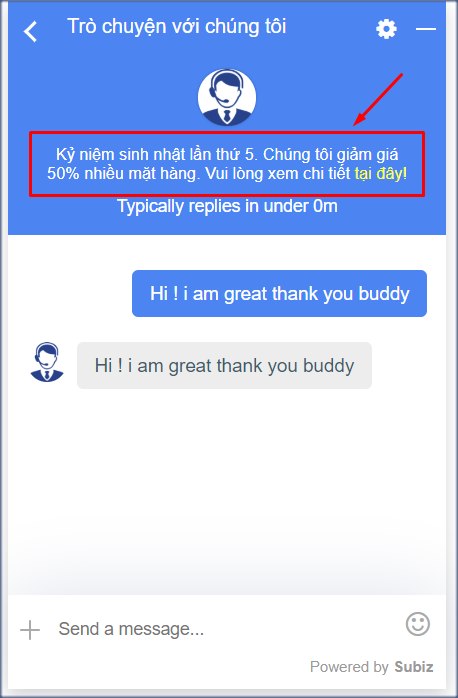 Trò chuyện với chúng tôi
Kỷ niệm sinh nhật lần thứ 5. Chúng tôi giảm giá
50% nhiều mặt hàng. Vui lòng xem chi tiết tại đây!
Typically replies in under 0m
Hi ! i am great thank you buddy
Hi ! i am great thank you buddy
Send a message...
Powered by Subiz